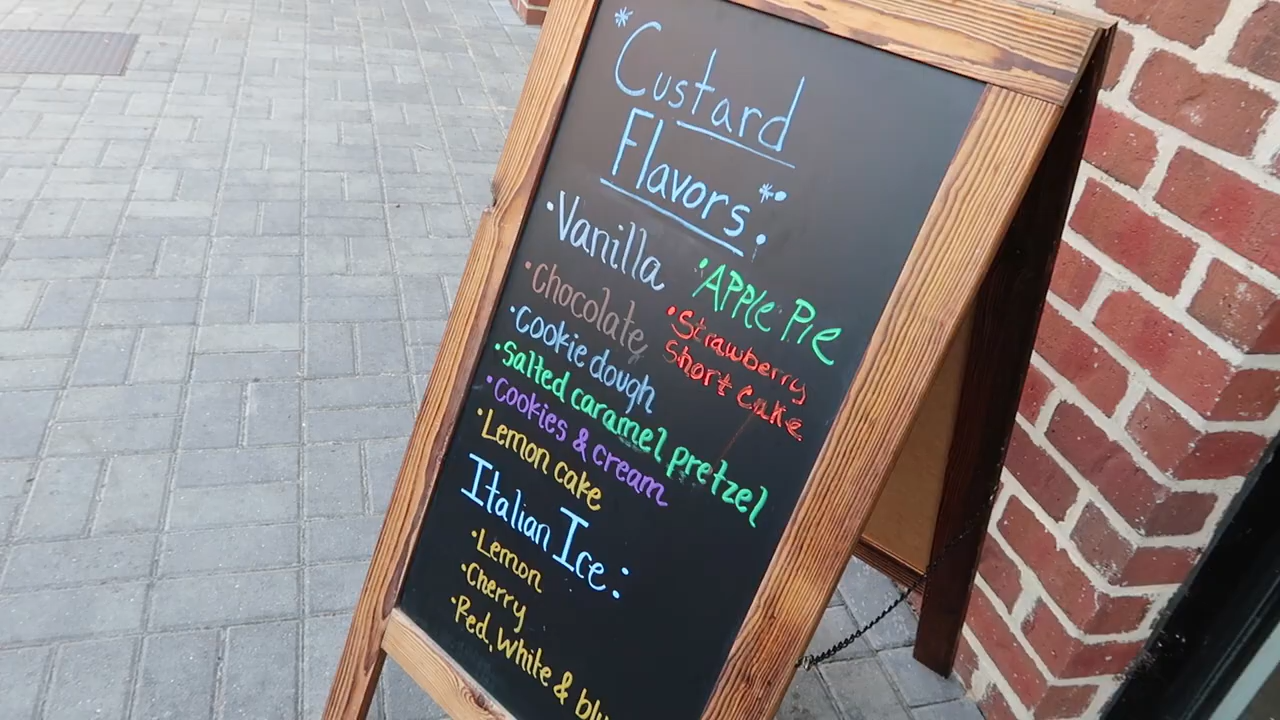 *Custard
Flavors:*
·Vanilla
·Chocolate
·Cookie dough
·Salted caramel pretzel
·Cookies & cream
·Lemon cake
·APPle Pie
·Strawberry
Short cake
Italian Ice:
·Lemon
·Cherry
·Red, White &